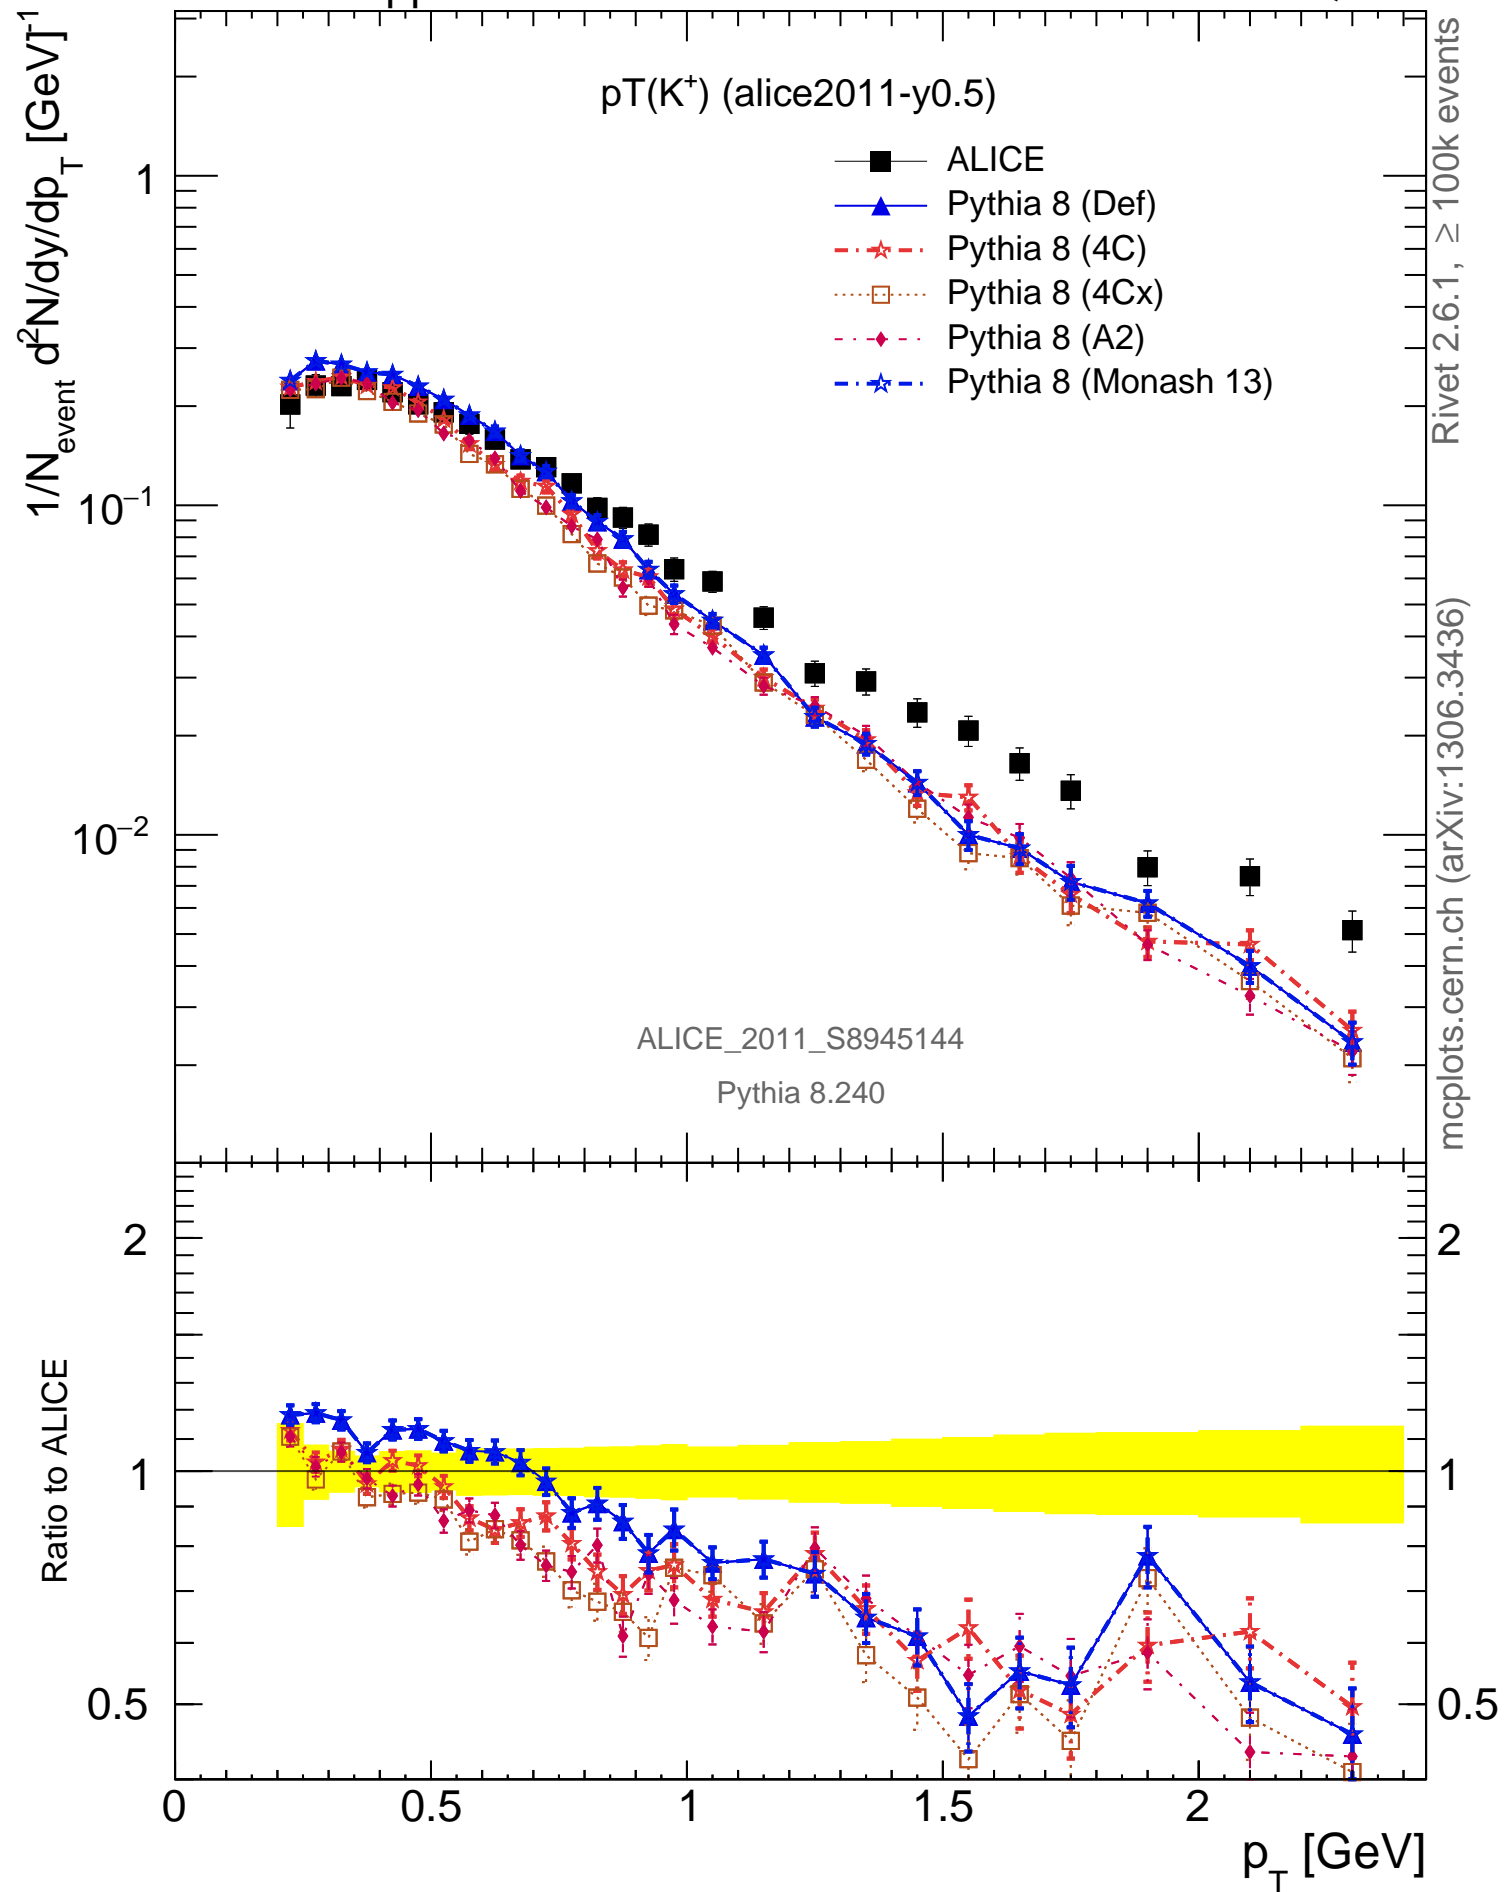 pT(K⁺) (alice2011-y0.5)
ALICE
Pythia 8 (Def)
Pythia 8 (4C)
Pythia 8 (4Cx)
Pythia 8 (A2)
Pythia 8 (Monash 13)
1/N_event d²N/dy/dp_T [GeV]⁻¹
1
10⁻¹
10⁻²
ALICE_2011_S8945144
Pythia 8.240
Rivet 2.6.1, ≥ 100k events
mcplots.cern.ch (arXiv:1306.3436)
Ratio to ALICE
2
1
0.5
2
1
0.5
0 0.5 1 1.5 2
p_T [GeV]